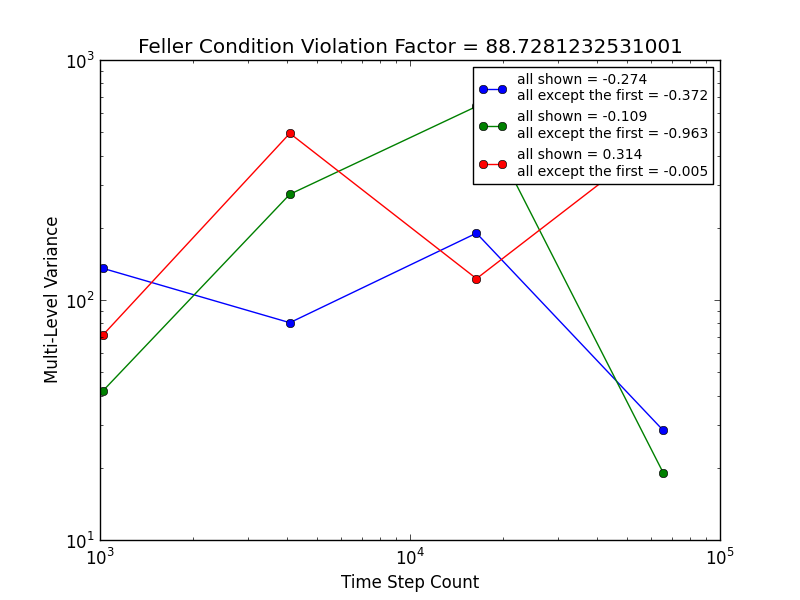 Feller Condition Violation Factor = 88.7281232531001
10^3
all shown = -0.274
all except the first = -0.372
all shown = -0.109
all except the first = -0.963
all shown = 0.314
all except the first = -0.005
Multi-Level Variance
10^2
10^1
10^3
10^4
10^5
Time Step Count